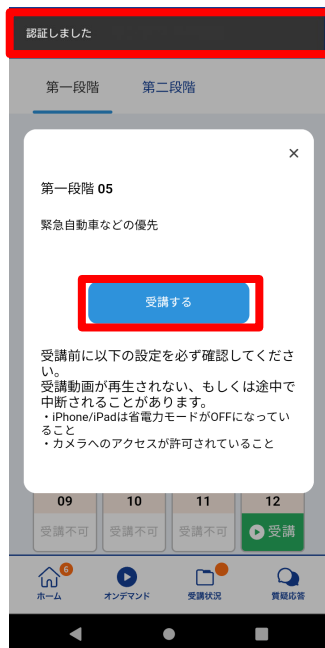 認証しました
第一段階 第二段階
×
第一段階 05
緊急自動車などの優先
受講する
受講前に以下の設定を必ず確認してくださ
い。
受講動画が再生されない、もしくは途中で
中断されることがあります。
・iPhone/iPadは省電力モードがOFFになってい
ること
・カメラへのアクセスが許可されていること
09 10 11 12
受講不可 受講不可 受講不可 受講
6
ホーム オンデマンド 受講状況 質疑応答